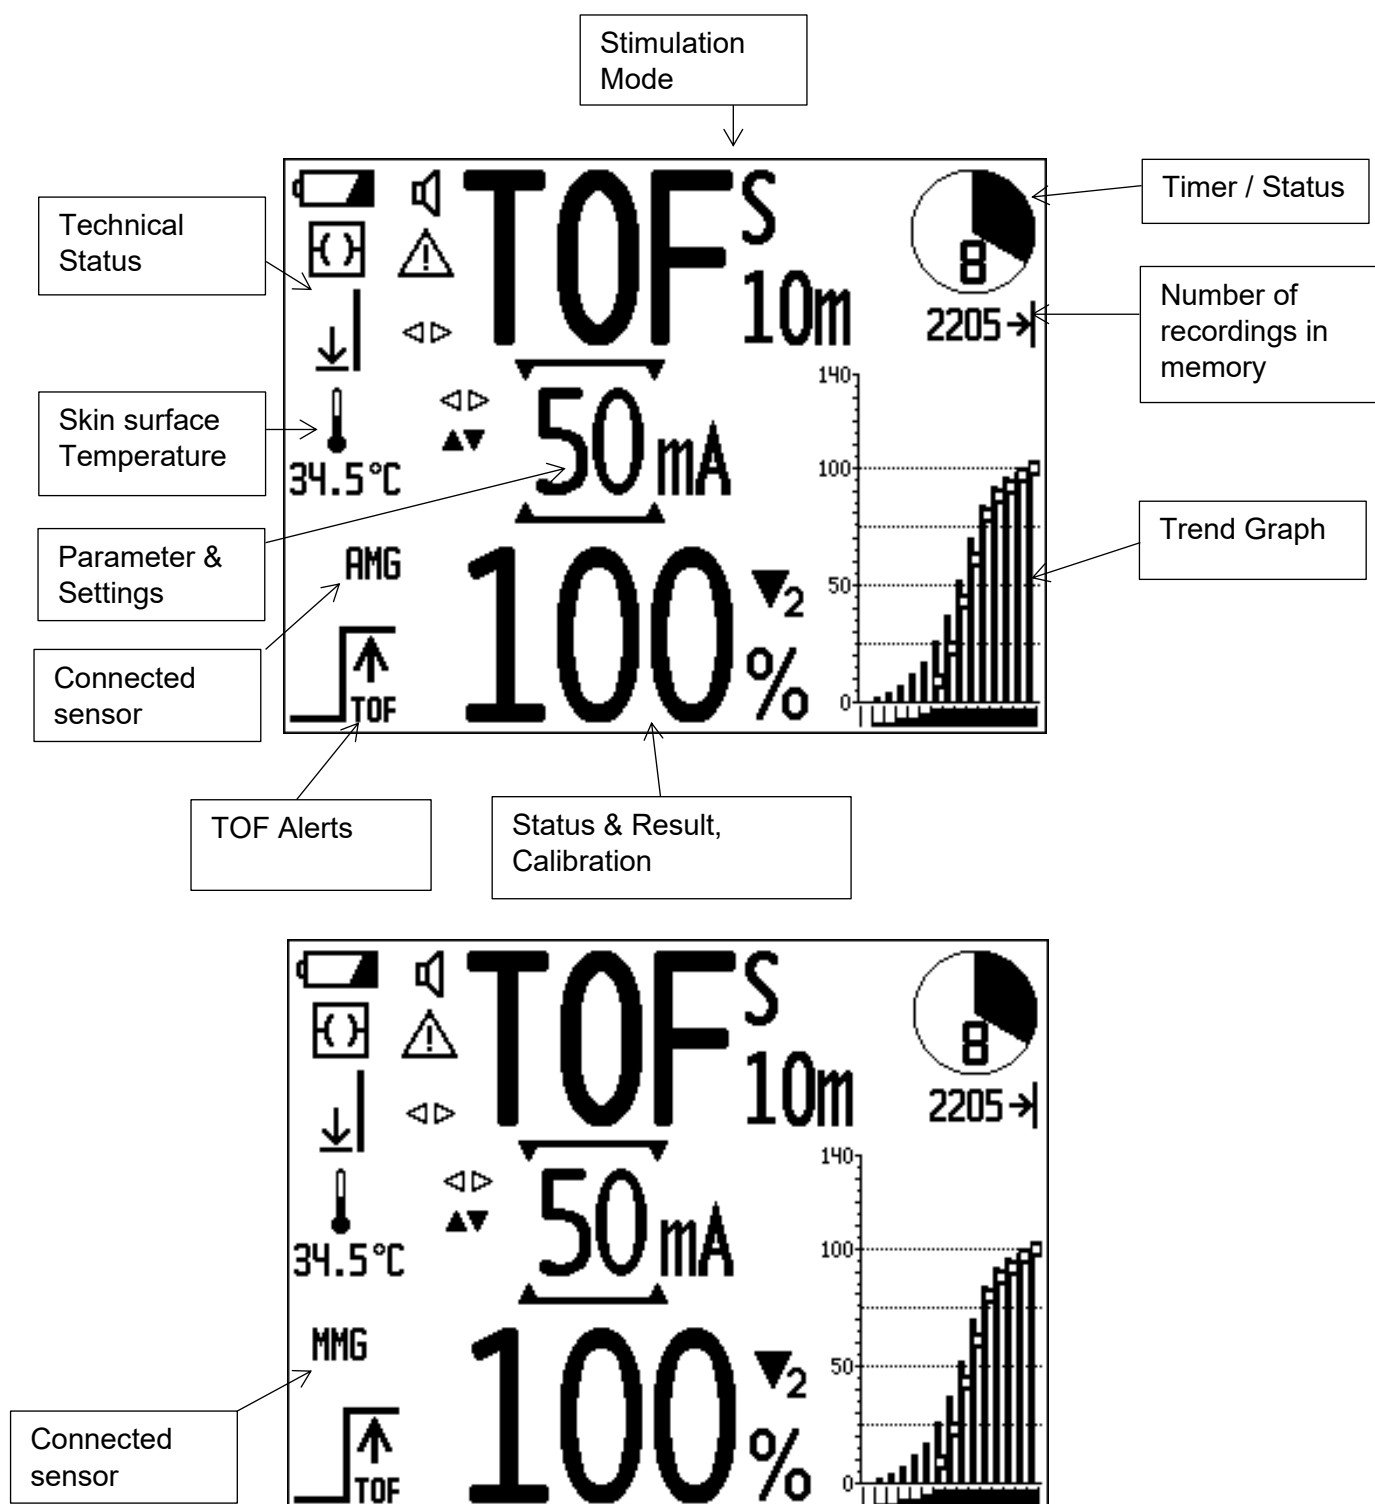 Stimulation
Mode
Technical
Status
Skin surface
Temperature
Parameter &
Settings
Connected
sensor
TOF Alerts
Status & Result,
Calibration
Timer / Status
Number of
recordings in
memory
Trend Graph
TOF S
10m
8
2205
50 mA
34.5°C
AMG
TOF
100 2
%
140
100
50
0
TOF S
10m
8
2205
50 mA
34.5°C
MMG
TOF
100 2
%
140
100
50
0
Connected
sensor